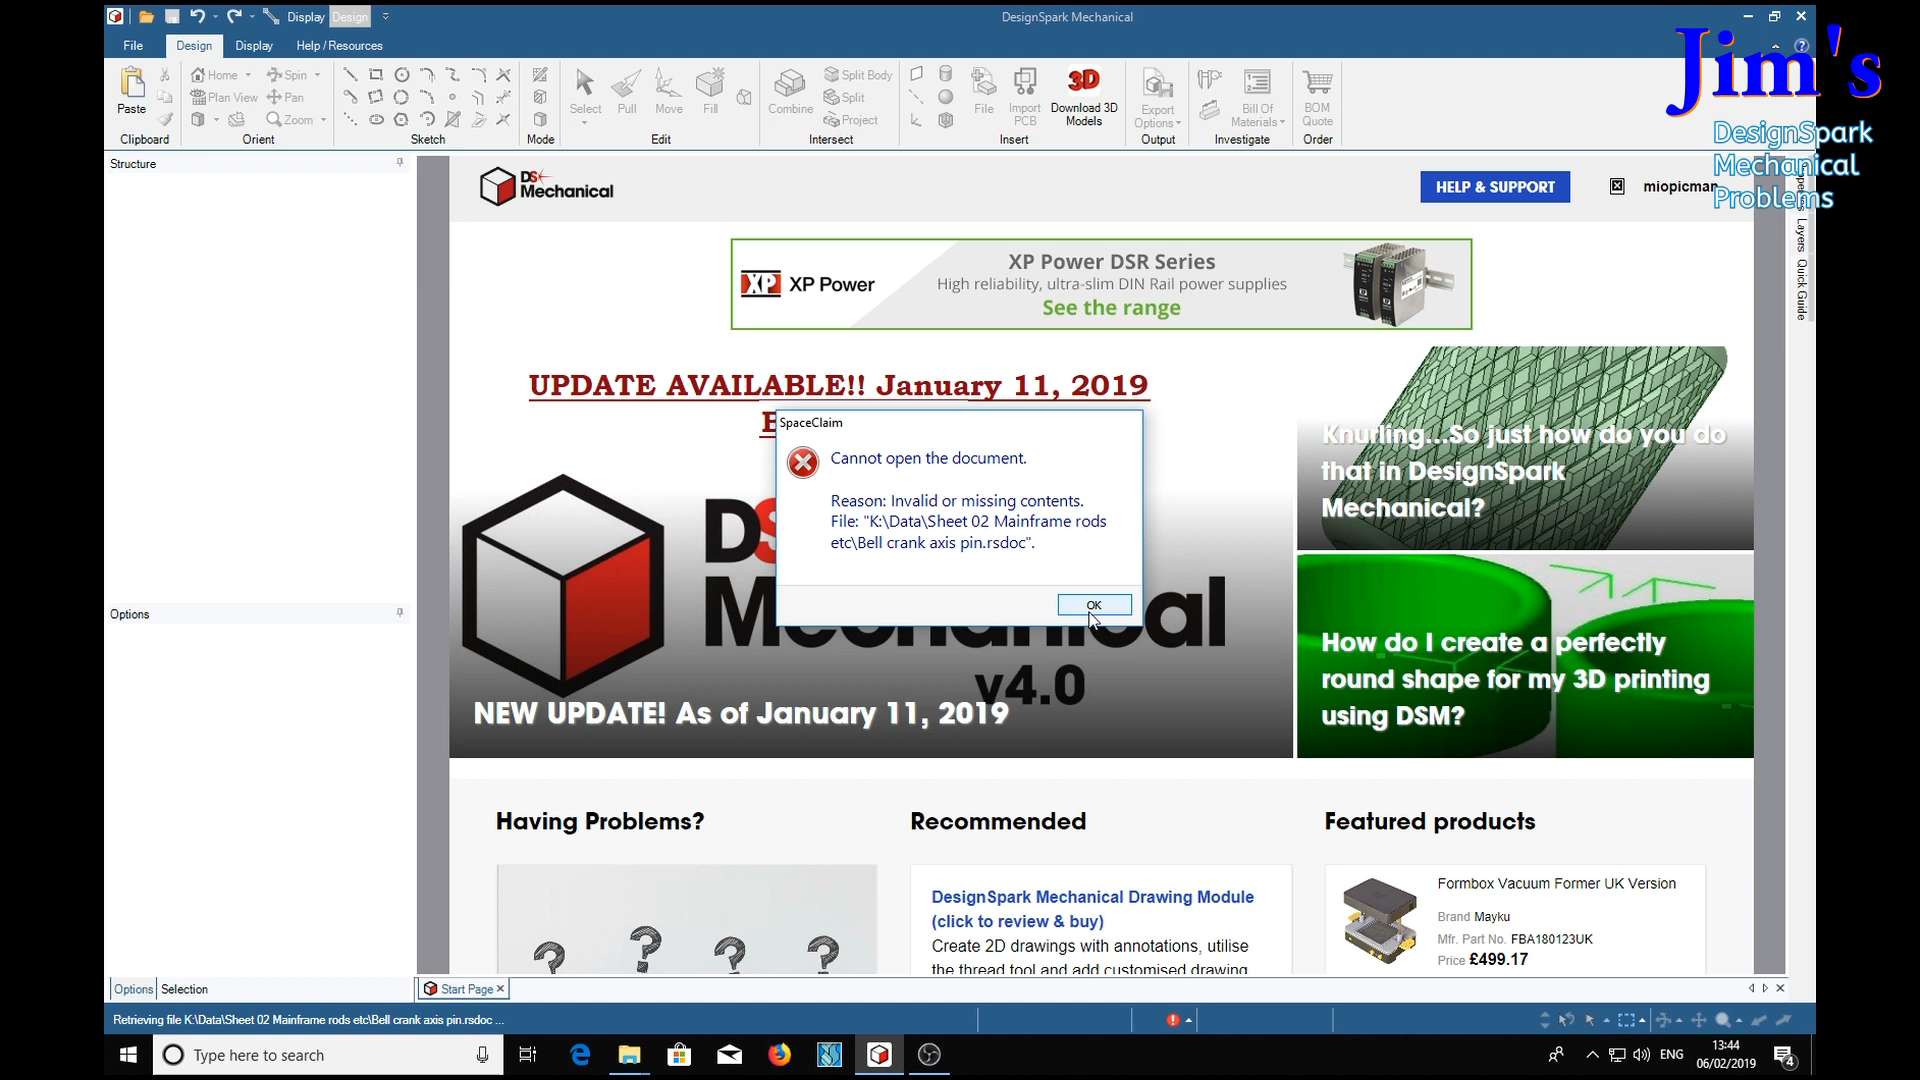 Display
Design
DesignSpark Mechanical
Jim's
DesignSpark
Mechanical
Problems
File
Design
Display
Help / Resources
Paste
Home
Spin
Plan View
Pan
Zoom
Select
Pull
Move
Fill
Combine
Split Body
Split
Project
File
Import
PCB
Download 3D
Models
Export
Options
Bill Of
Materials
BOM
Quote
Clipboard
Orient
Sketch
Mode
Edit
Intersect
Insert
Output
Investigate
Order
Structure
DS
Mechanical
HELP & SUPPORT
miopicman
Layers
Quick Guide
XP XP Power
XP Power DSR Series
High reliability, ultra-slim DIN Rail power supplies
See the range
UPDATE AVAILABLE!! January 11, 2019
SpaceClaim
Cannot open the document.
Reason: Invalid or missing contents.
File: "K:\Data\Sheet 02 Mainframe rods
etc\Bell crank axis pin.rsdoc".
OK
v4.0
NEW UPDATE! As of January 11, 2019
Knurling...So just how do you do
that in DesignSpark
Mechanical?
How do I create a perfectly
round shape for my 3D printing
using DSM?
Options
Having Problems?
Recommended
Featured products
? ? ? ?
DesignSpark Mechanical Drawing Module
(click to review & buy)
Create 2D drawings with annotations, utilise
the thread tool and add customised drawing
Formbox Vacuum Former UK Version
Brand Mayku
Mfr. Part No. FBA180123UK
Price £499.17
Options
Selection
Start Page
Retrieving file K:\Data\Sheet 02 Mainframe rods etc\Bell crank axis pin.rsdoc ...
Type here to search
ENG
13:44
06/02/2019
4